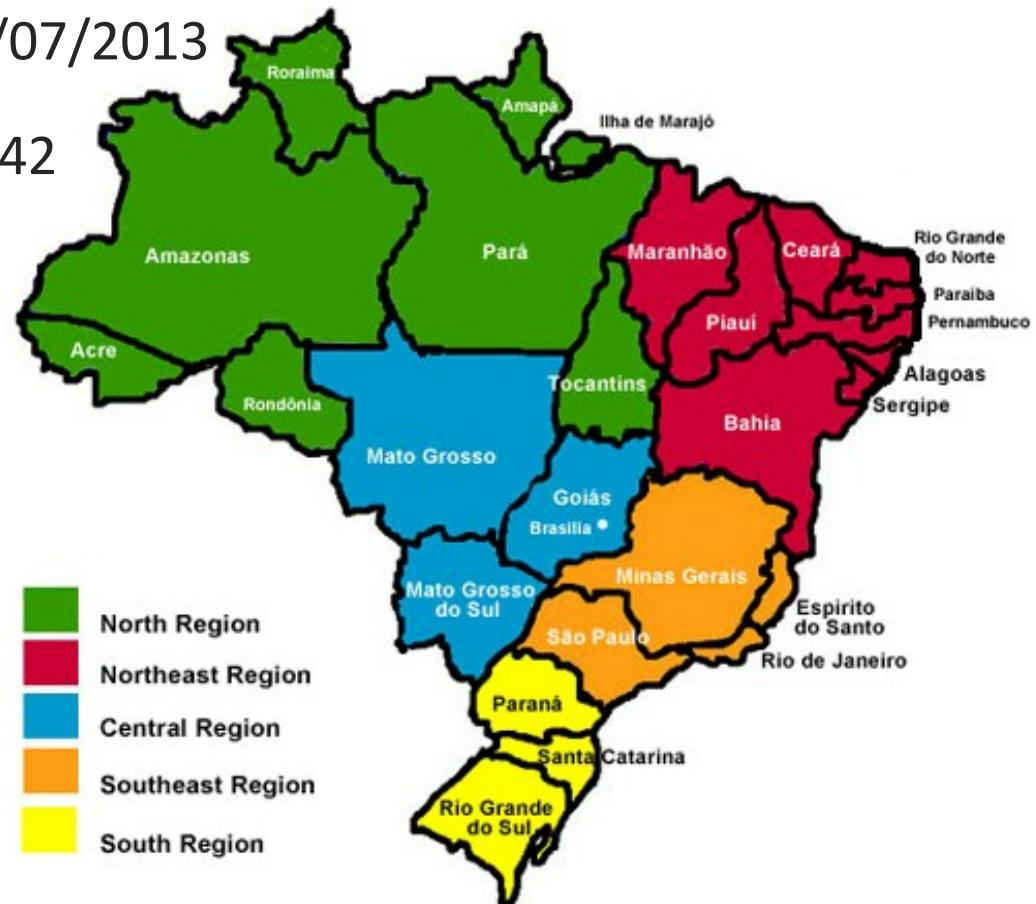 /07/2013
42
Roraima
Amapá
Ilha de Marajó
Amazonas
Pará
Maranhão
Ceará
Rio Grande
do Norte
Paraiba
Piauí
Pernambuco
Acre
Rondônia
Tocantins
Alagoas
Sergipe
Bahia
Mato Grosso
Goiás
Brasilia
Minas Gerais
Mato Grosso
do Sul
Espirito
do Santo
São Paulo
Rio de Janeiro
Paraná
Santa Catarina
Rio Grande
do Sul
North Region
Northeast Region
Central Region
Southeast Region
South Region